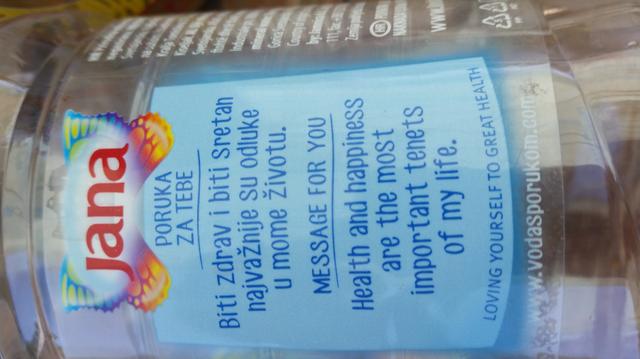 Jana
PORUKA
ZA TEBE
Biti zdrav i biti sretan
najvažnije su odluke
u mome životu.
MESSAGE FOR YOU
Health and happiness
are the most
important tenets
of my life.
LOVING YOURSELF TO GREAT HEALTH
www.vodasporukom.com